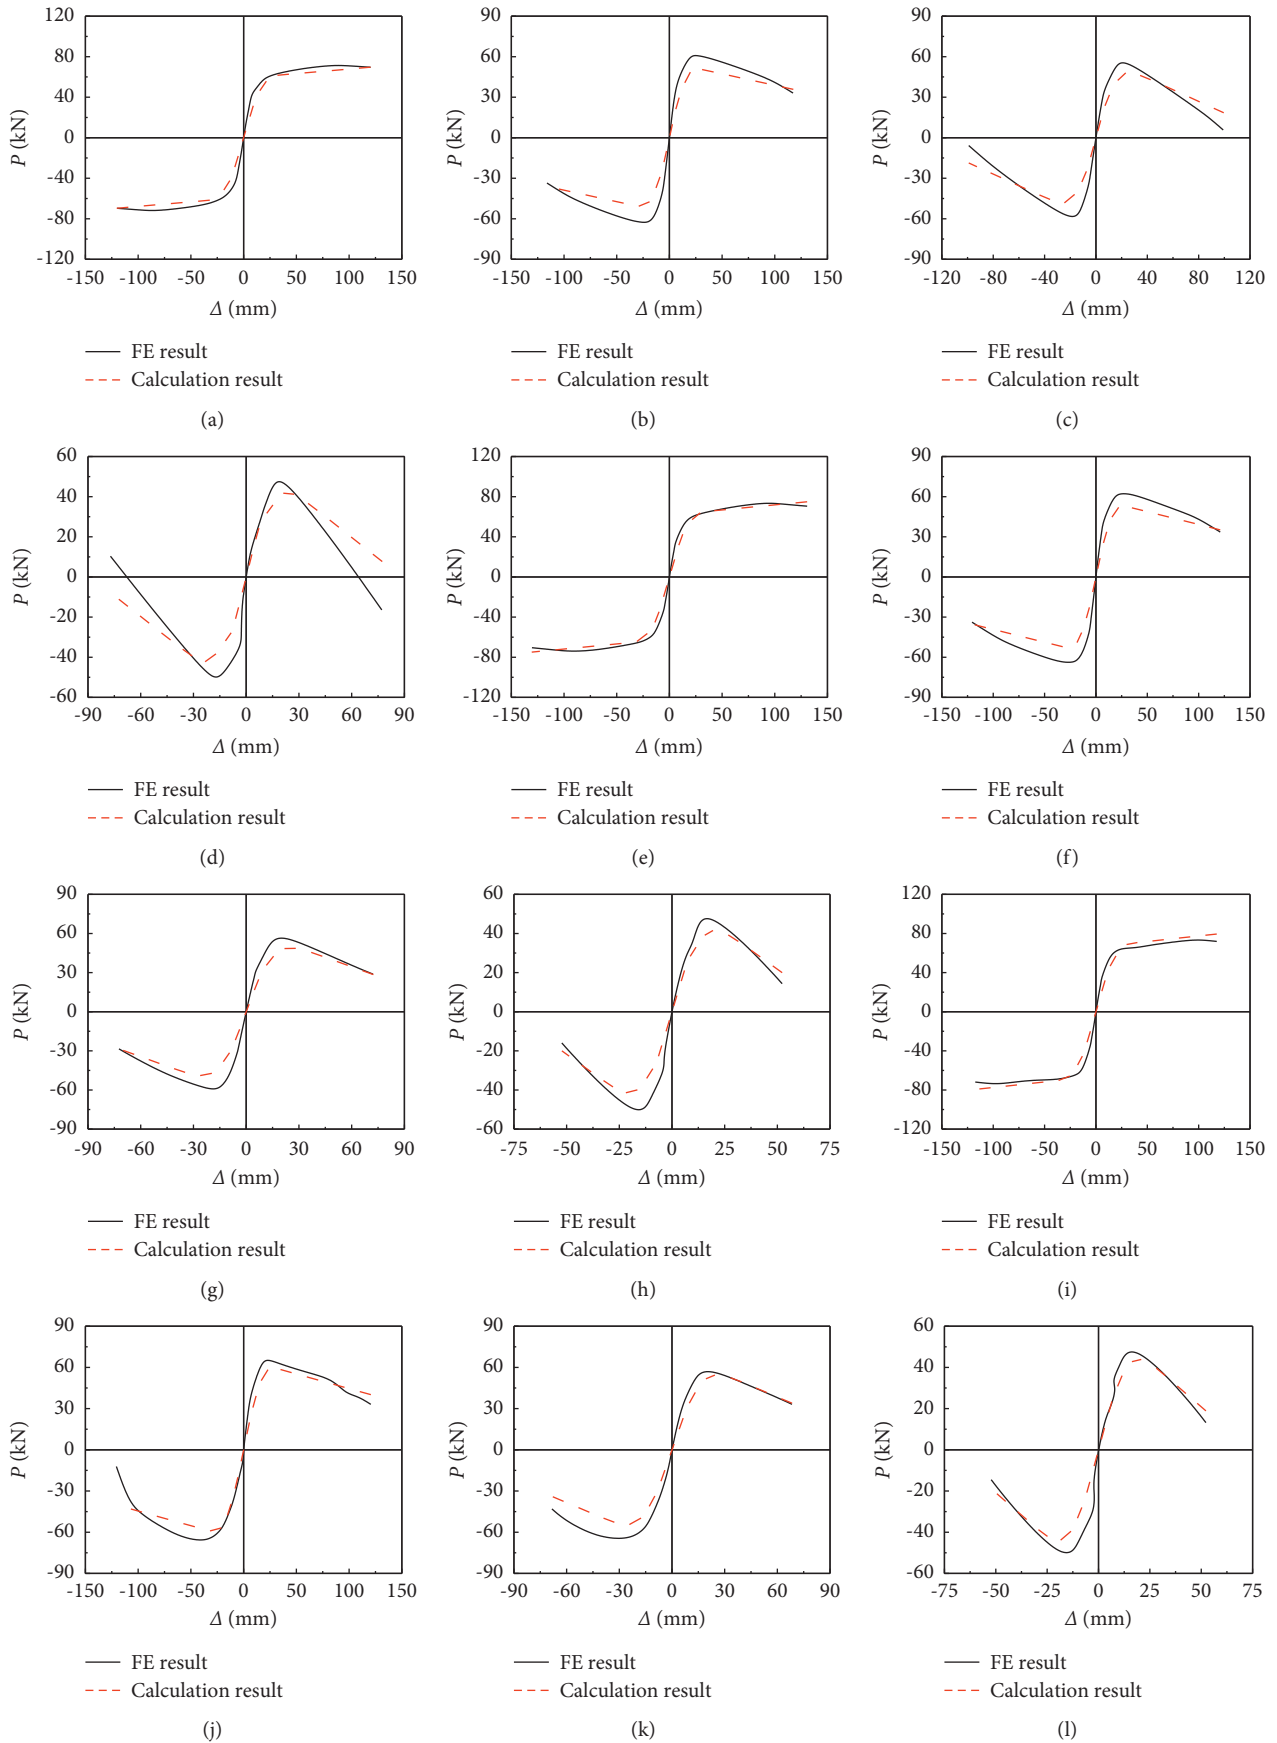 120
80
40
0
-40
-80
-120
P (kN)
-150 -100 -50 0 50 100 150
Δ (mm)
FE result
Calculation result
(a)
90
60
30
0
-30
-60
-90
P (kN)
-150 -100 -50 0 50 100 150
Δ (mm)
FE result
Calculation result
(b)
90
60
30
0
-30
-60
-90
P (kN)
-120 -80 -40 0 40 80 120
Δ (mm)
FE result
Calculation result
(c)
60
40
20
0
-20
-40
-60
P (kN)
-90 -60 -30 0 30 60 90
Δ (mm)
FE result
Calculation result
(d)
120
80
40
0
-40
-80
-120
P (kN)
-150 -100 -50 0 50 100 150
Δ (mm)
FE result
Calculation result
(e)
90
60
30
0
-30
-60
-90
P (kN)
-150 -100 -50 0 50 100 150
Δ (mm)
FE result
Calculation result
(f)
90
60
30
0
-30
-60
-90
P (kN)
-90 -60 -30 0 30 60 90
Δ (mm)
FE result
Calculation result
(g)
60
40
20
0
-20
-40
-60
P (kN)
-75 -50 -25 0 25 50 75
Δ (mm)
FE result
Calculation result
(h)
120
80
40
0
-40
-80
-120
P (kN)
-150 -100 -50 0 50 100 150
Δ (mm)
FE result
Calculation result
(i)
90
60
30
0
-30
-60
-90
P (kN)
-150 -100 -50 0 50 100 150
Δ (mm)
FE result
Calculation result
(j)
90
60
30
0
-30
-60
-90
P (kN)
-90 -60 -30 0 30 60 90
Δ (mm)
FE result
Calculation result
(k)
60
40
20
0
-20
-40
-60
P (kN)
-75 -50 -25 0 25 50 75
Δ (mm)
FE result
Calculation result
(l)